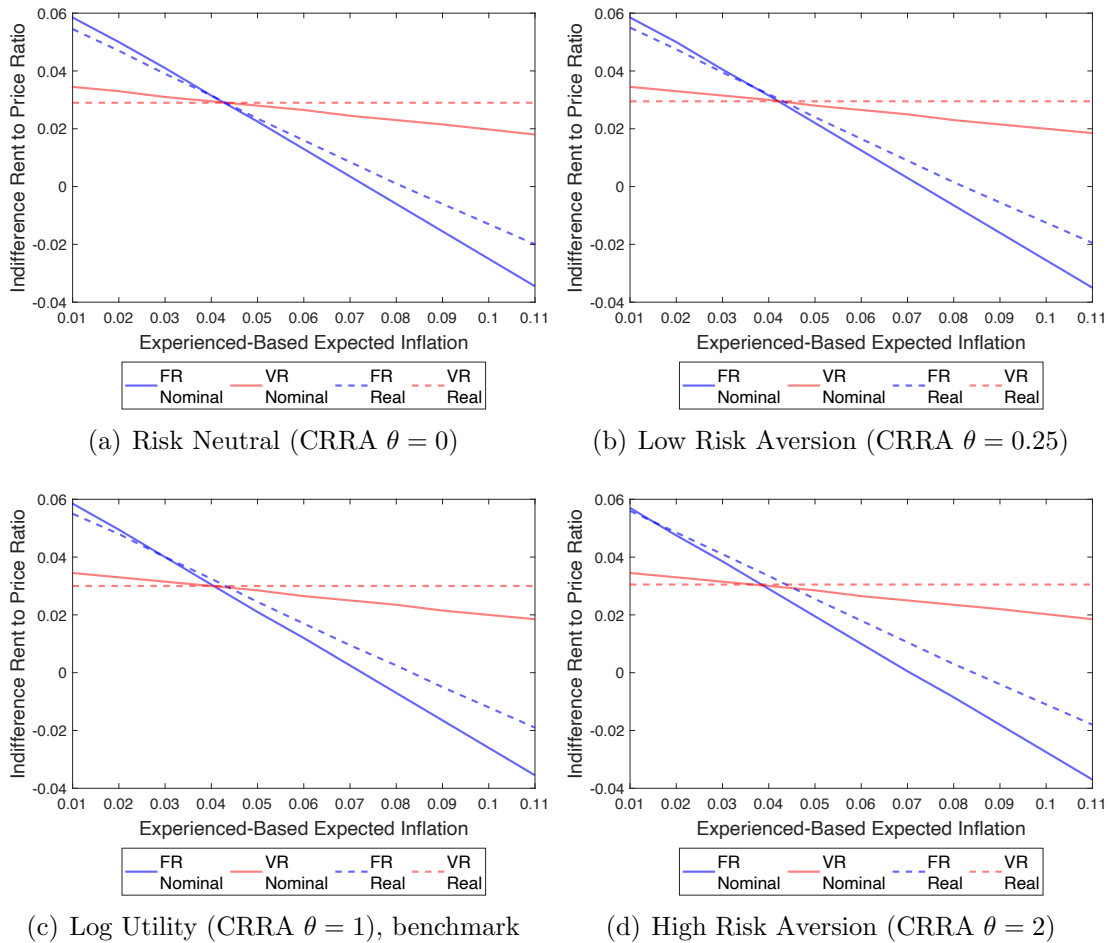 0.06
0.04
0.02
0
-0.02
-0.04
Indifference Rent to Price Ratio
0.01 0.02 0.03 0.04 0.05 0.06 0.07 0.08 0.09 0.1 0.11
Experienced-Based Expected Inflation
FR Nominal VR Nominal FR Real VR Real
(a) Risk Neutral (CRRA θ = 0)
0.06
0.04
0.02
0
-0.02
-0.04
Indifference Rent to Price Ratio
0.01 0.02 0.03 0.04 0.05 0.06 0.07 0.08 0.09 0.1 0.11
Experienced-Based Expected Inflation
FR Nominal VR Nominal FR Real VR Real
(b) Low Risk Aversion (CRRA θ = 0.25)
0.06
0.04
0.02
0
-0.02
-0.04
Indifference Rent to Price Ratio
0.01 0.02 0.03 0.04 0.05 0.06 0.07 0.08 0.09 0.1 0.11
Experienced-Based Expected Inflation
FR Nominal VR Nominal FR Real VR Real
(c) Log Utility (CRRA θ = 1), benchmark
0.06
0.04
0.02
0
-0.02
-0.04
Indifference Rent to Price Ratio
0.01 0.02 0.03 0.04 0.05 0.06 0.07 0.08 0.09 0.1 0.11
Experienced-Based Expected Inflation
FR Nominal VR Nominal FR Real VR Real
(d) High Risk Aversion (CRRA θ = 2)